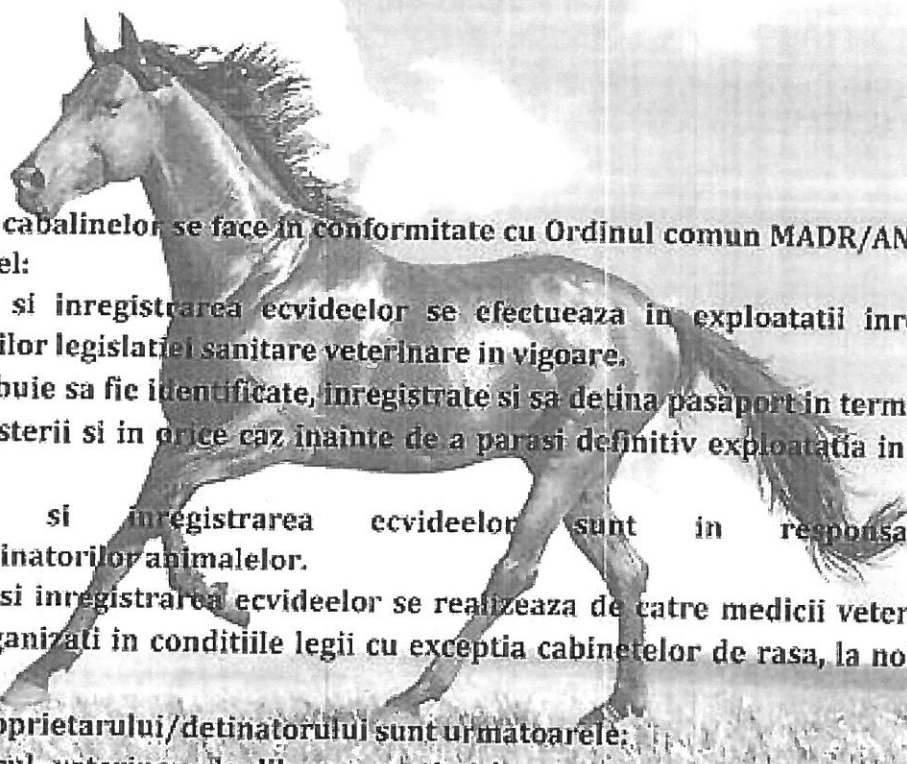 cabalinelor se face in conformitate cu Ordinul comun MADR/AN
el:
si inregistrarea ecvideelor se efectueaza in exploatatii inre
ilor legislatiei sanitare veterinare in vigoare.
buie sa fie identificate, inregistrate si sa detina pasaport in term
sterii si in orice caz inainte de a parasi definitiv exploatatia in
si inregistrarea ecvideelor sunt in responsa
inatorilor animalelor.
si inregistrarea ecvideelor se realizeaza de catre medicii veter
ganizati in conditiile legii cu exceptia cabinetelor de rasa, la no
oprietarului/detinatorului sunt urmatoarele: